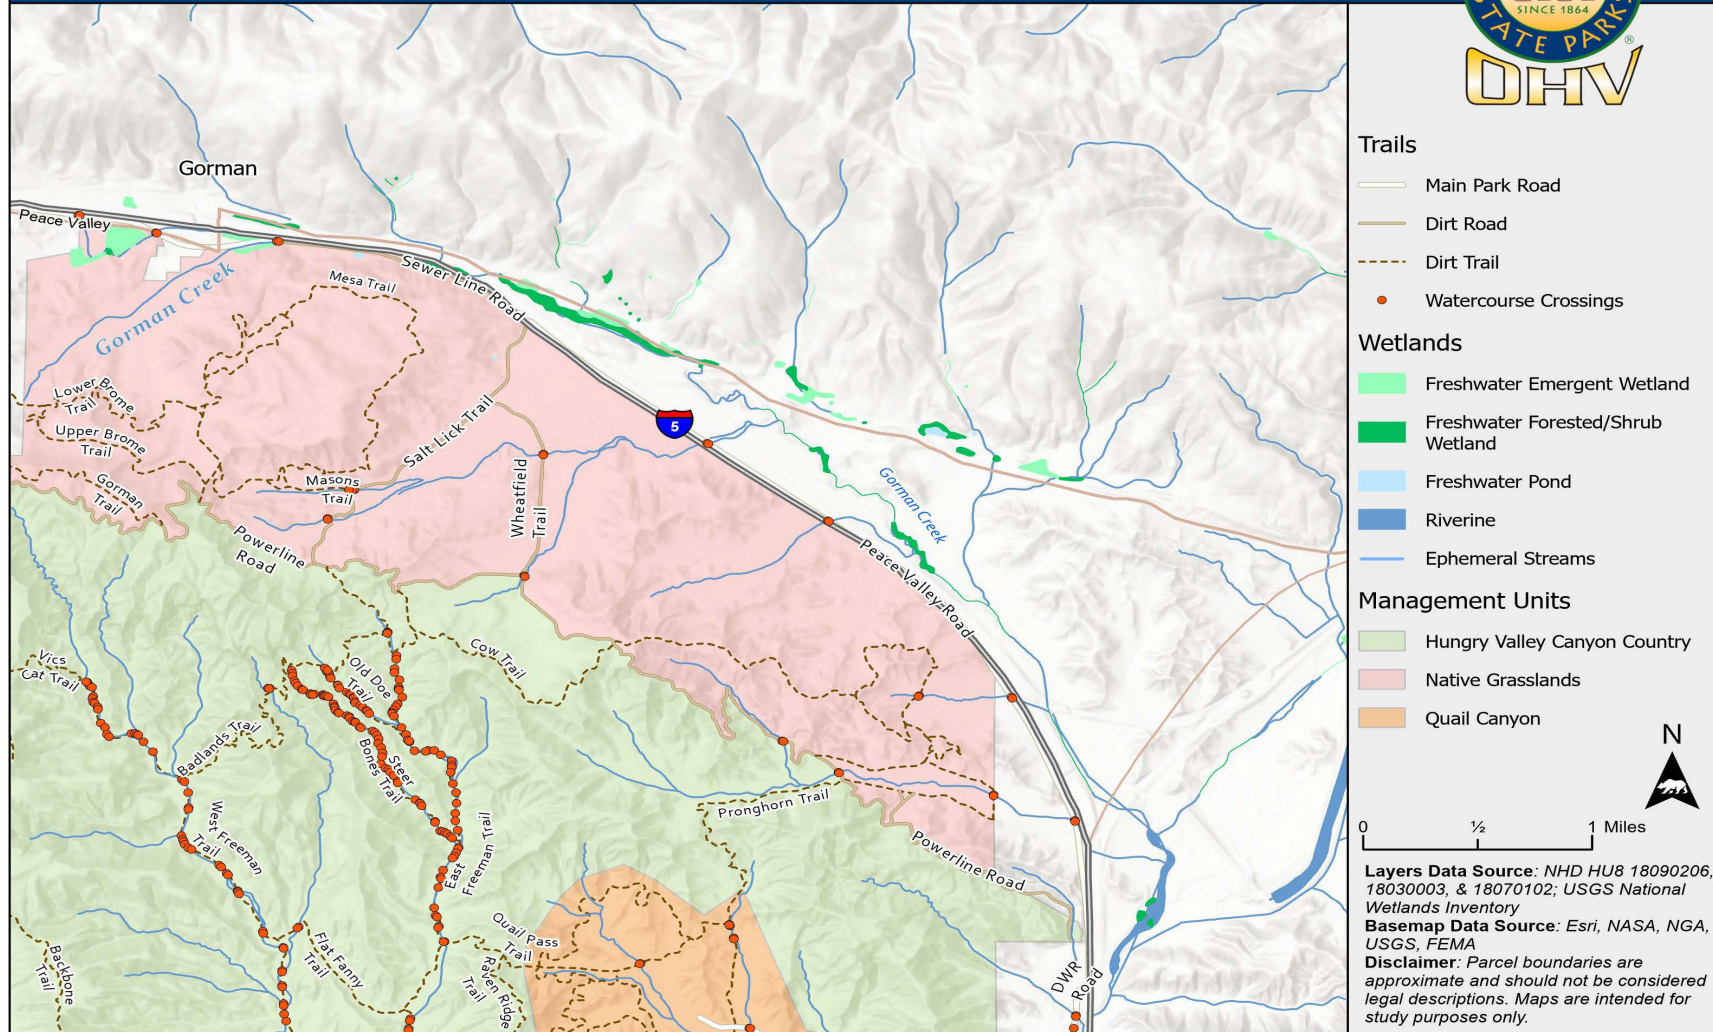 SINCE 1864
STATE PARKS
®
OHV
Trails
Main Park Road
Dirt Road
Dirt Trail
Watercourse Crossings
Wetlands
Freshwater Emergent Wetland
Freshwater Forested/Shrub
Wetland
Freshwater Pond
Riverine
Ephemeral Streams
Management Units
Hungry Valley Canyon Country
Native Grasslands
Quail Canyon
N
0 ½ 1 Miles
Layers Data Source: NHD HU8 18090206,
18030003, & 18070102; USGS National
Wetlands Inventory
Basemap Data Source: Esri, NASA, NGA,
USGS, FEMA
Disclaimer: Parcel boundaries are
approximate and should not be considered
legal descriptions. Maps are intended for
study purposes only.
Gorman
Peace Valley
Gorman Creek
Mesa Trail
Sewer Line Road
Lower Brome
Trail
Upper Brome
Trail
Gorman
Trail
Masons
Trail
Salt Lick Trail
Wheatfield
Trail
5
Gorman Creek
Peace Valley Road
Powerline
Road
Vics
Cat Trail
Old Doe
Trail
Cow Trail
Badlands Trail
Steer
Bones Trail
West Freeman
Trail
East
Freeman Trail
Pronghorn Trail
Powerline Road
Quail Pass
Trail
Flat Fanny
Trail
Backbone
Trail
Raven Ridge
Trail
DWR
Road